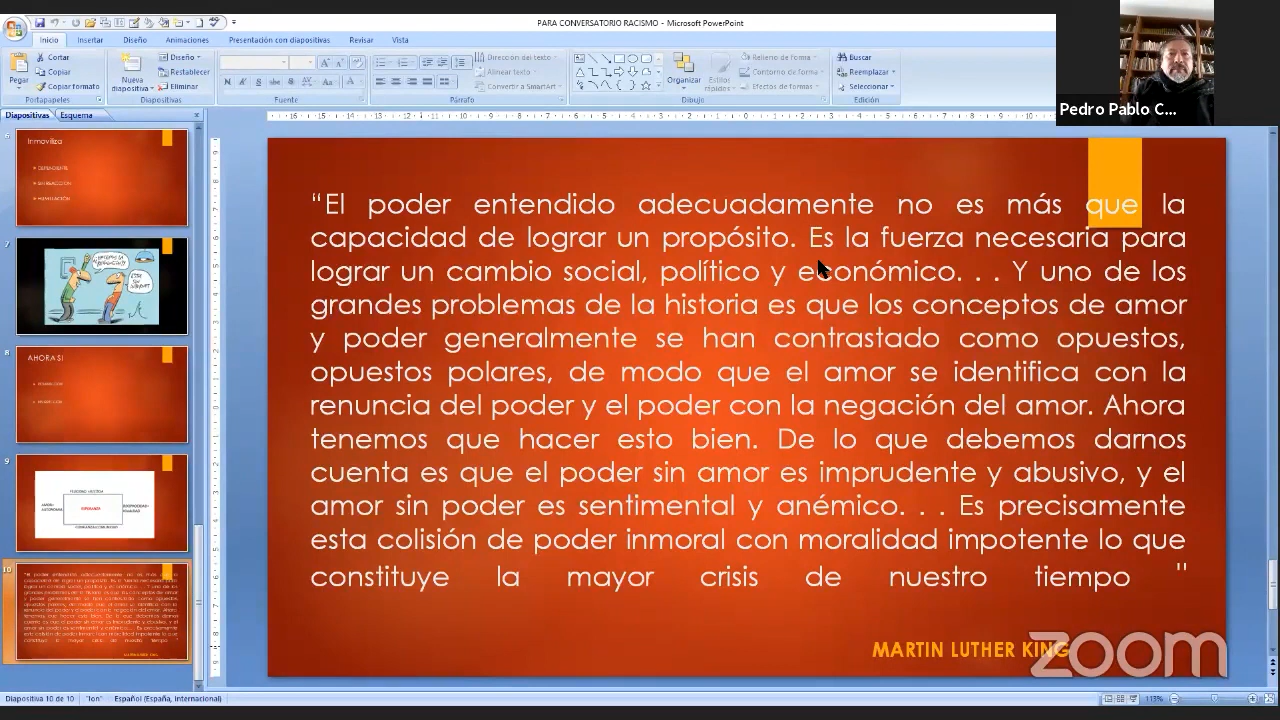 PARA CONVERSATORIO RACISMO - Microsoft PowerPoint
Inicio Insertar Diseño Animaciones Presentación con diapositivas Revisar Vista
Pegar
Cortar
Copiar
Copiar formato
Portapapeles
Nueva diapositiva
Diseño
Restablecer
Eliminar
Diapositivas
Fuente
Dirección del texto
Alinear texto
Convertir a SmartArt
Párrafo
Organizar
Estilos rápidos
Relleno de forma
Contorno de forma
Efectos de formas
Dibujo
Buscar
Reemplazar
Seleccionar
Edición
Pedro Pablo C...
Diapositivas Esquema
Inmoviliza
7
8
AHORA SI
9
ESPERANZA
10
“El poder entendido adecuadamente no es más que la
capacidad de lograr un propósito. Es la fuerza necesaria para
lograr un cambio social, político y económico. . . Y uno de los
grandes problemas de la historia es que los conceptos de amor
y poder generalmente se han contrastado como opuestos,
opuestos polares, de modo que el amor se identifica con la
renuncia del poder y el poder con la negación del amor. Ahora
tenemos que hacer esto bien. De lo que debemos darnos
cuenta es que el poder sin amor es imprudente y abusivo, y el
amor sin poder es sentimental y anémico. . . Es precisamente
esta colisión de poder inmoral con moralidad impotente lo que
constituye la mayor crisis de nuestro tiempo "
MARTIN LUTHER KING
zoom
Diapositiva 10 de 10 "Ion" Español (España, internacional)
113%